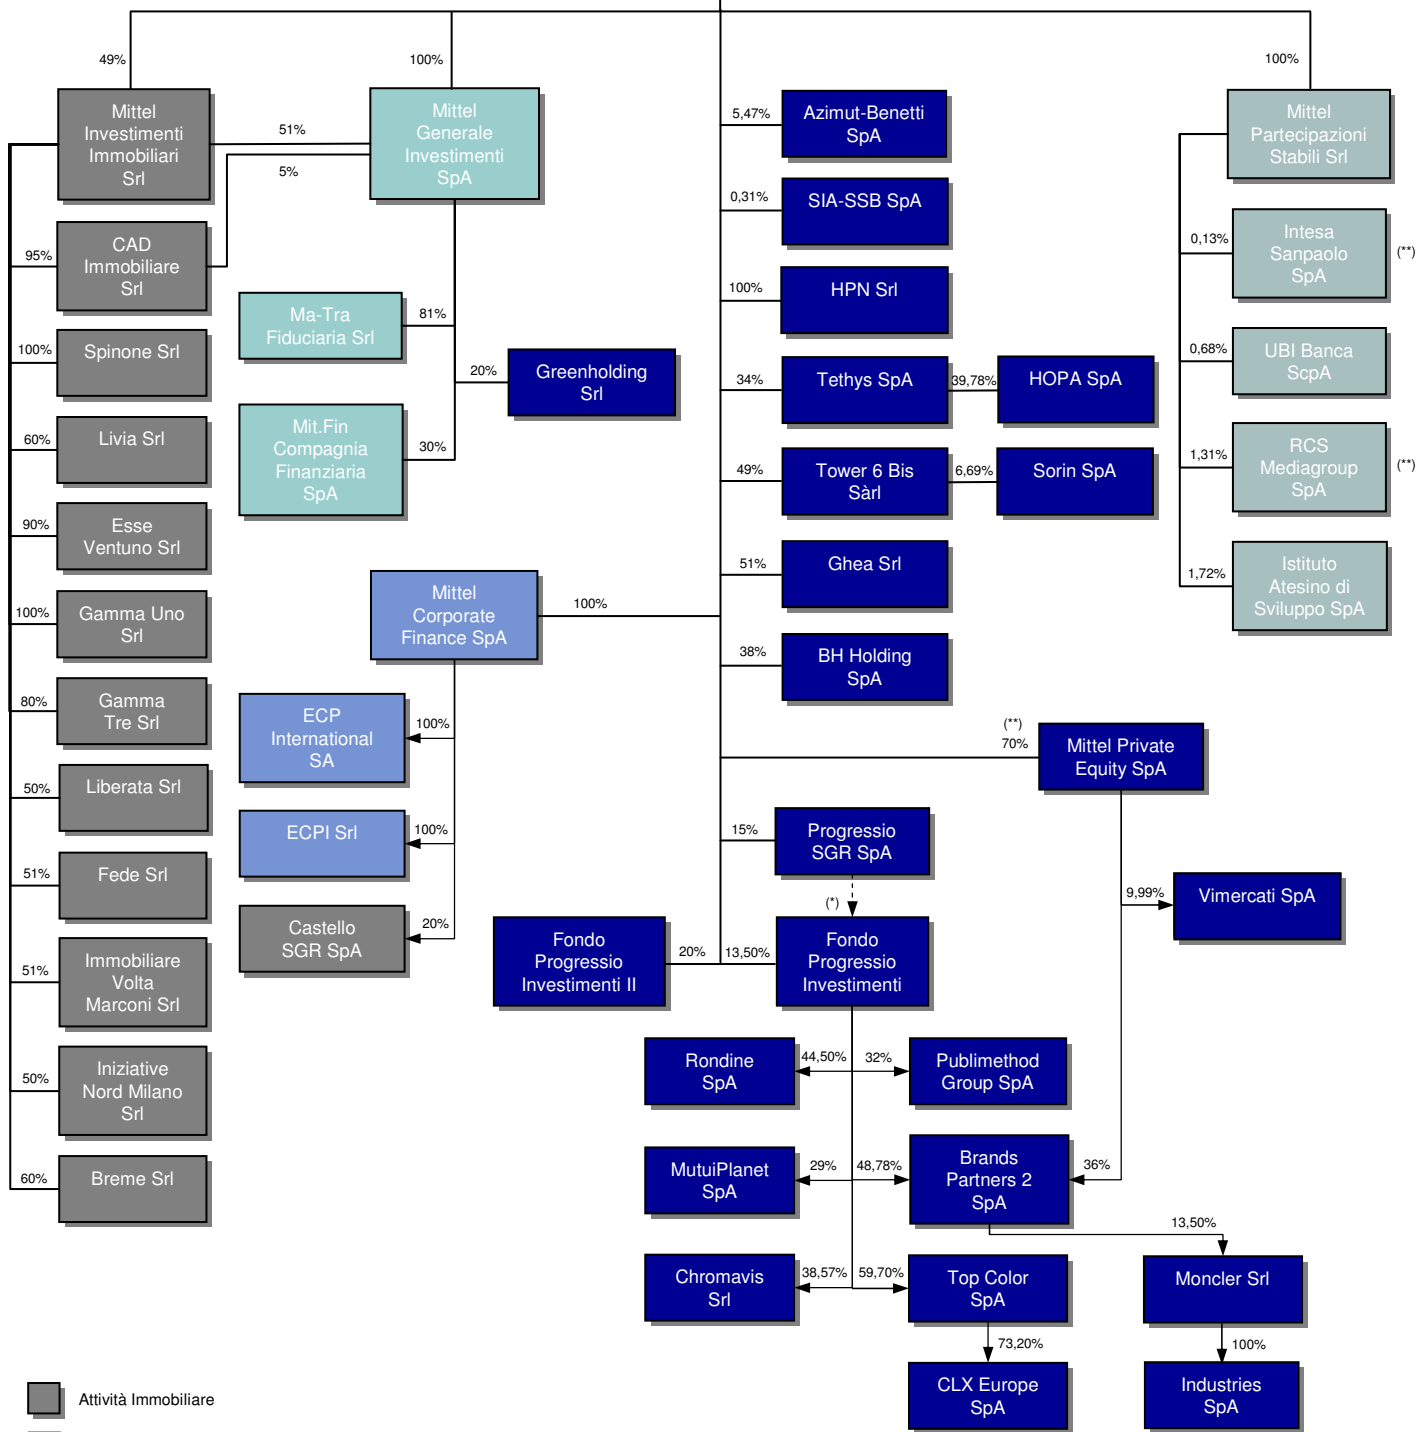 49%
100%
100%
Mittel
Investimenti
Immobiliari
Srl
51%
5%
Mittel
Generale
Investimenti
SpA
5,47%
Azimut-Benetti
SpA
Mittel
Partecipazioni
Stabili Srl
0,31%
SIA-SSB SpA
95%
CAD
Immobiliare
Srl
0,13%
Intesa
Sanpaolo
SpA
(**)
100%
HPN Srl
Ma-Tra
Fiduciaria Srl
81%
100%
Spinone Srl
20%
Greenholding
Srl
34%
Tethys SpA
39,78%
HOPA SpA
0,68%
UBI Banca
ScpA
60%
Livia Srl
Mit.Fin
Compagnia
Finanziaria
SpA
30%
49%
Tower 6 Bis
Sàrl
6,69%
Sorin SpA
1,31%
RCS
Mediagroup
SpA
(**)
90%
Esse
Ventuno Srl
51%
Ghea Srl
1,72%
Istituto
Atesino di
Sviluppo SpA
100%
Gamma Uno
Srl
Mittel
Corporate
Finance SpA
100%
38%
BH Holding
SpA
80%
Gamma
Tre Srl
ECP
International
SA
100%
(**)
70%
Mittel Private
Equity SpA
50%
Liberata Srl
ECPI Srl
100%
15%
Progressio
SGR SpA
51%
Fede Srl
(*)
9,99%
Vimercati SpA
Castello
SGR SpA
20%
51%
Immobiliare
Volta
Marconi Srl
Fondo
Progressio
Investimenti II
20%
13,50%
Fondo
Progressio
Investimenti
50%
Iniziative
Nord Milano
Srl
Rondine
SpA
44,50%
32%
Publimethod
Group SpA
60%
Breme Srl
MutuiPlanet
SpA
29%
48,78%
Brands
Partners 2
SpA
36%
13,50%
Chromavis
Srl
38,57%
59,70%
Top Color
SpA
Moncler Srl
73,20%
100%
CLX Europe
SpA
Industries
SpA
Attività Immobiliare